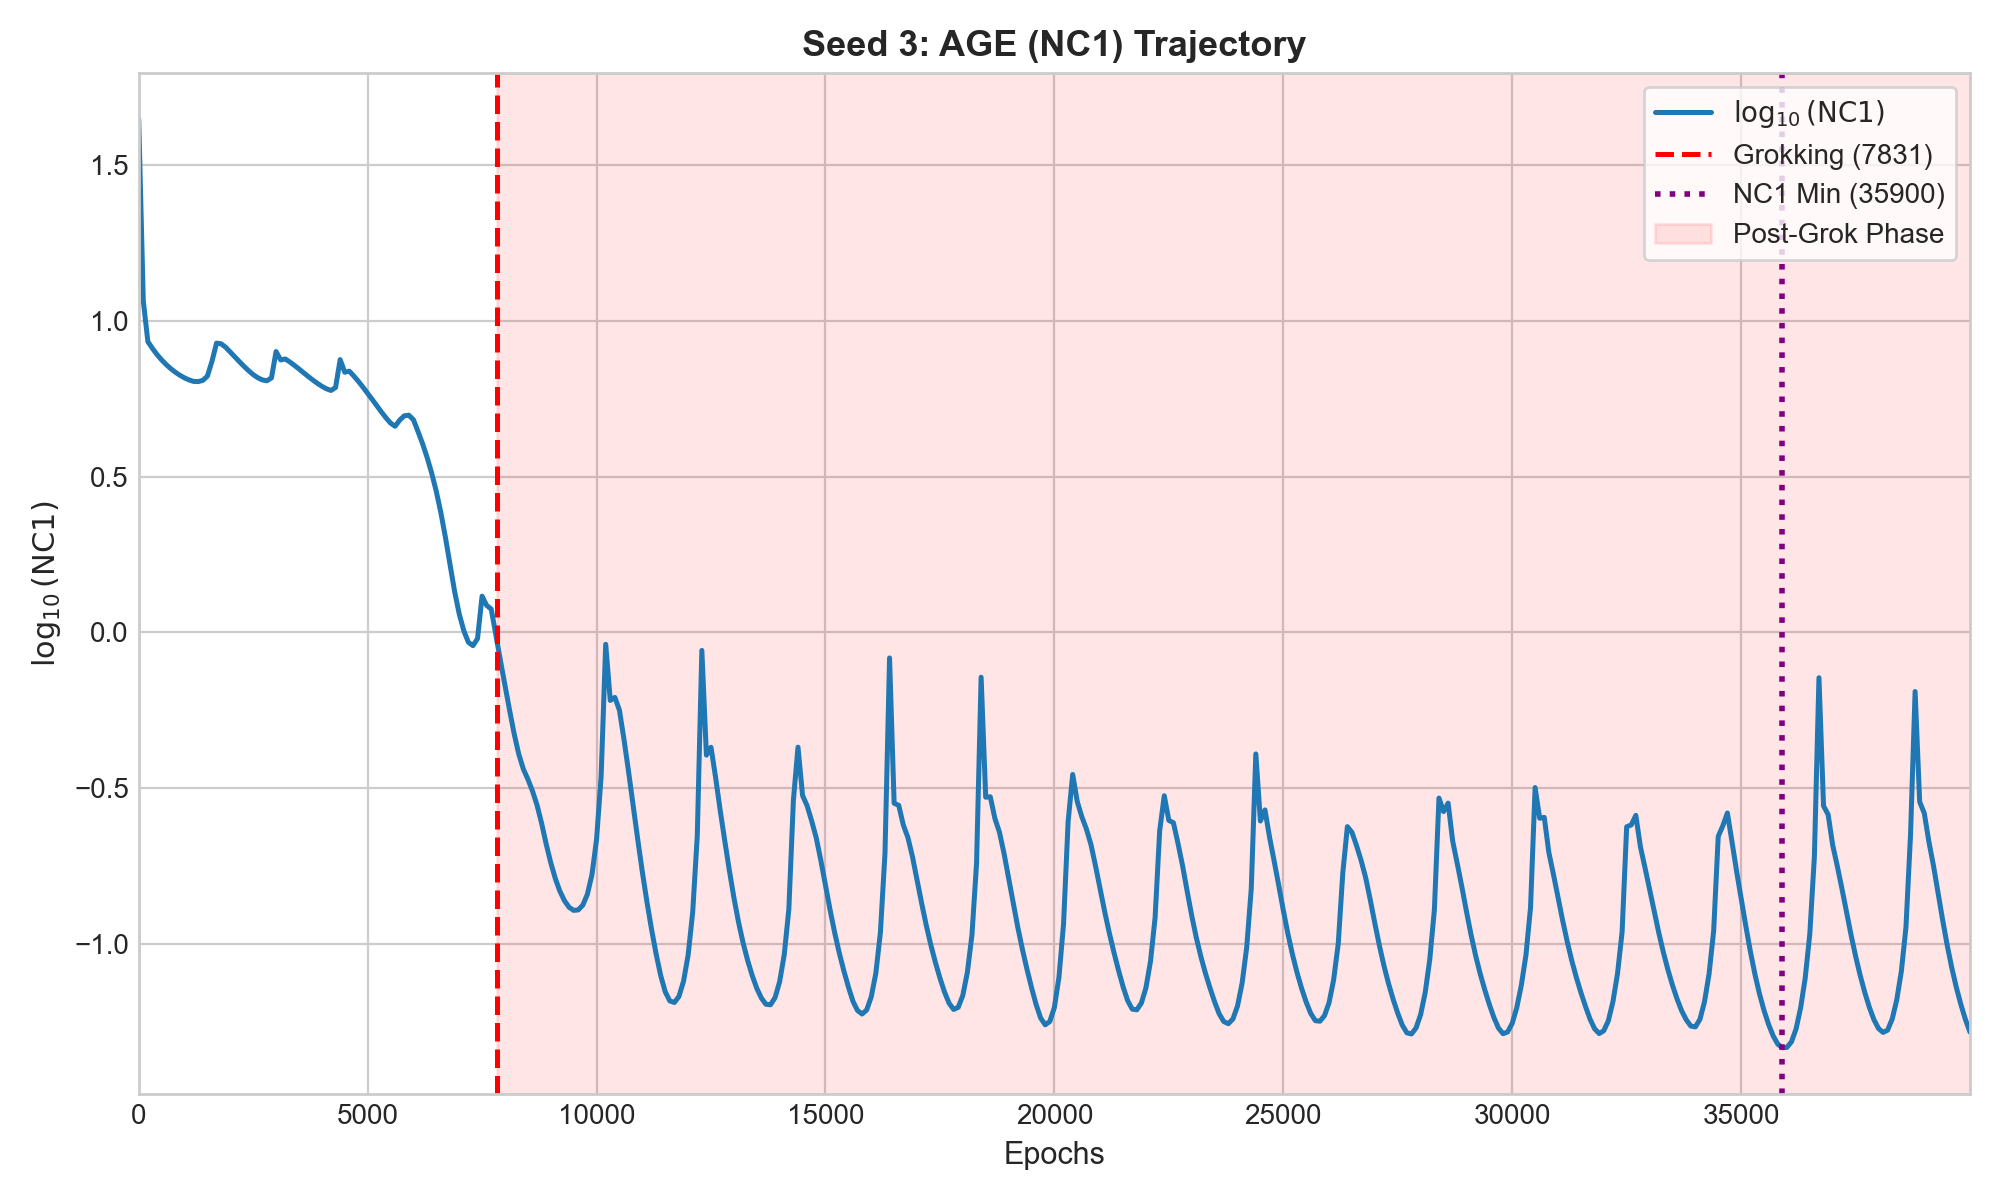 Seed 3: AGE (NC1) Trajectory
log₁₀ (NC1)
Grokking (7831)
NC1 Min (35900)
Post-Grok Phase
1.5
1.0
0.5
0.0
−0.5
−1.0
log₁₀ (NC1)
0 5000 10000 15000 20000 25000 30000 35000
Epochs